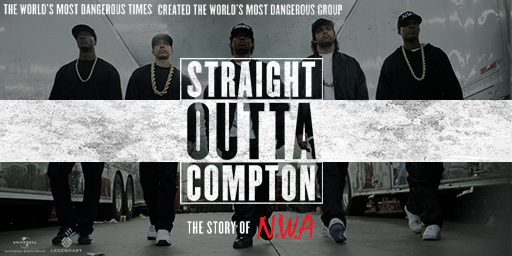 THE WORLD'S MOST DANGEROUS TIMES CREATED THE WORLD'S MOST DANGEROUS GROUP
STRAIGHT
OUTTA
COMPTON
THE STORY OF N.W.A
UNIVERSAL
LEGENDARY